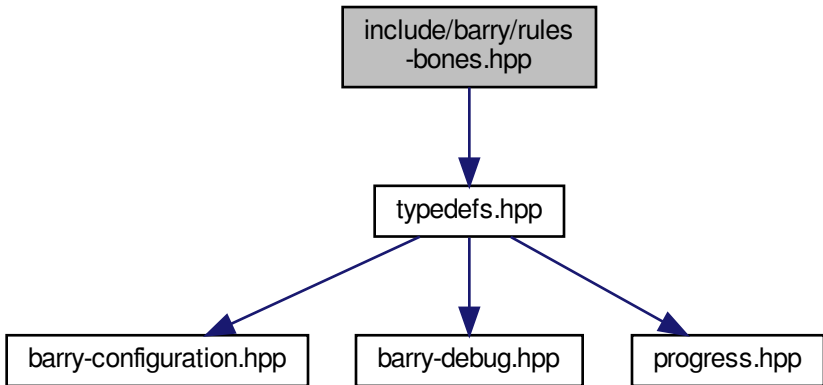 include/barry/rules
-bones.hpp
typedefs.hpp
barry-configuration.hpp
barry-debug.hpp
progress.hpp